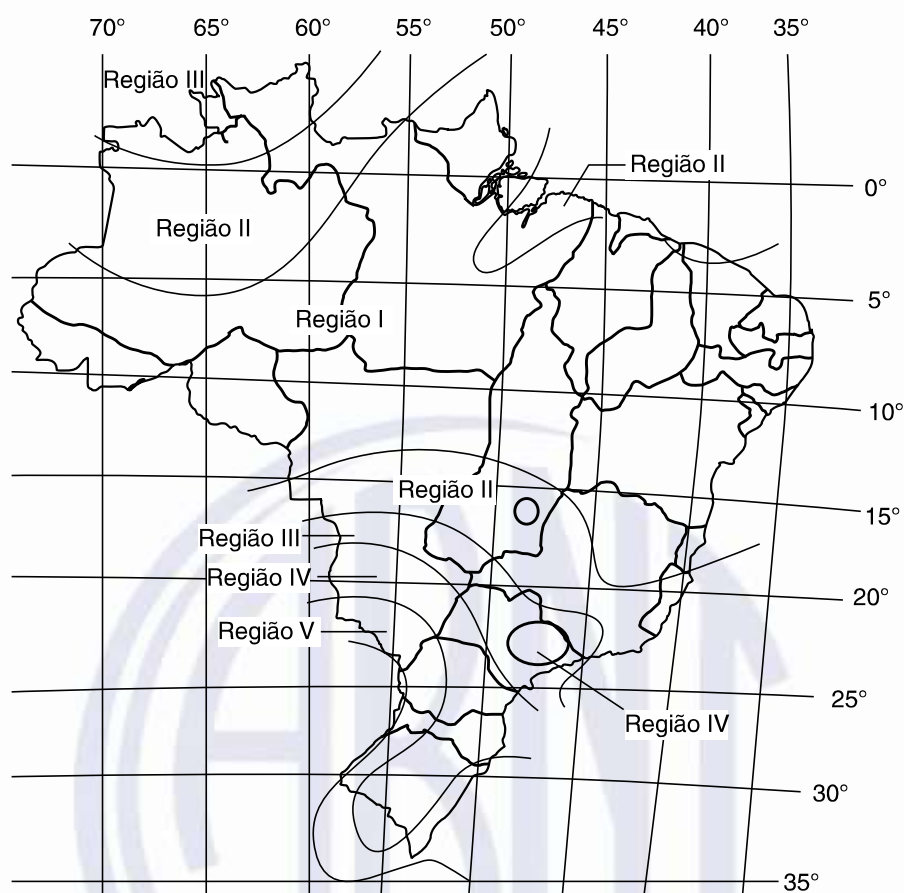 70° 65° 60° 55° 50° 45° 40° 35°
Região III
Região II
0°
Região II
5°
Região I
10°
Região II
15°
Região III
Região IV
20°
Região V
25°
Região IV
30°
35°